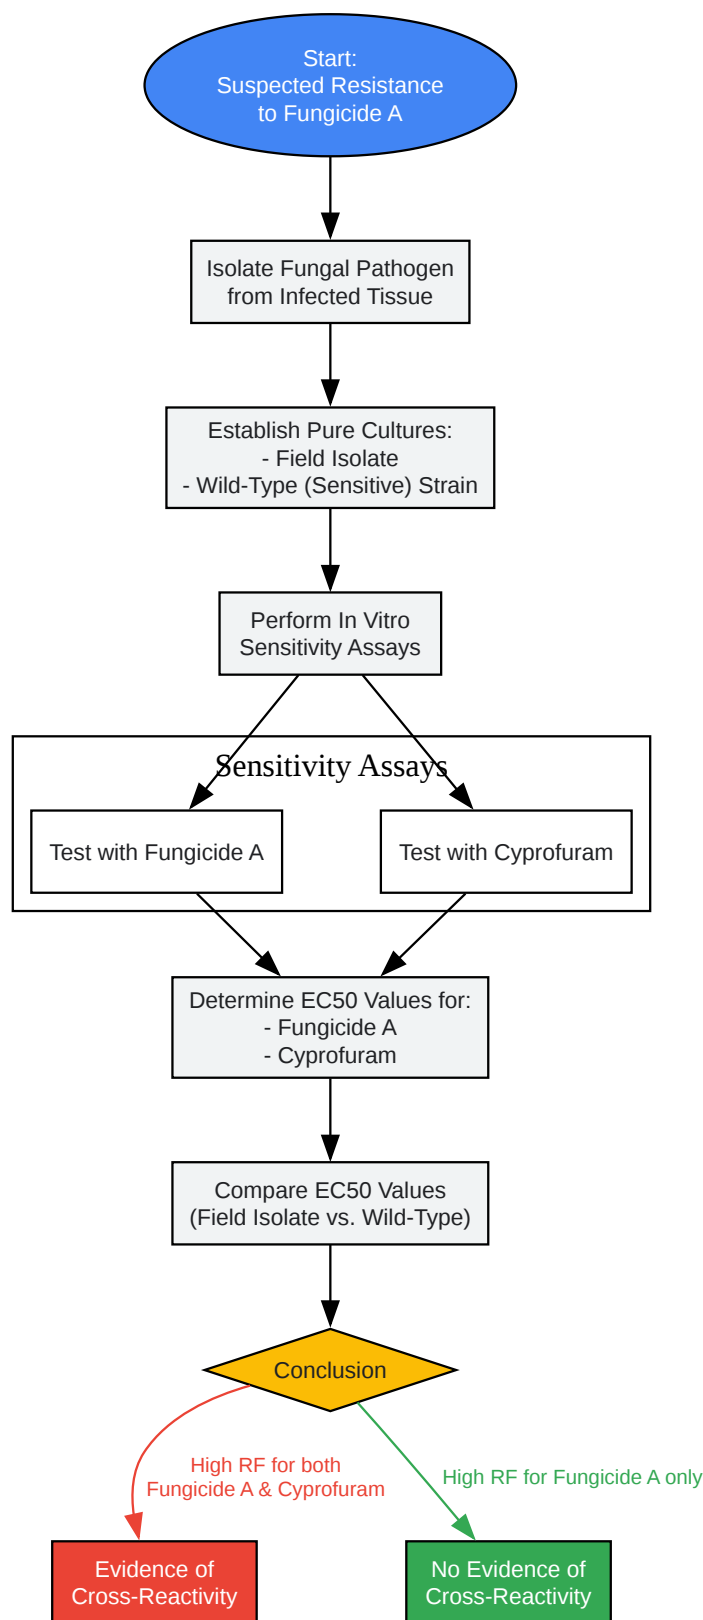 Start:
Suspected Resistance
to Fungicide A
Isolate Fungal Pathogen
from Infected Tissue
Establish Pure Cultures:
- Field Isolate
- Wild-Type (Sensitive) Strain
Perform In Vitro
Sensitivity Assays
Sensitivity Assays
Test with Fungicide A
Test with Cyprofuram
Determine EC50 Values for:
- Fungicide A
- Cyprofuram
Compare EC50 Values
(Field Isolate vs. Wild-Type)
Conclusion
High RF for both
Fungicide A & Cyprofuram
High RF for Fungicide A only
Evidence of
Cross-Reactivity
No Evidence of
Cross-Reactivity